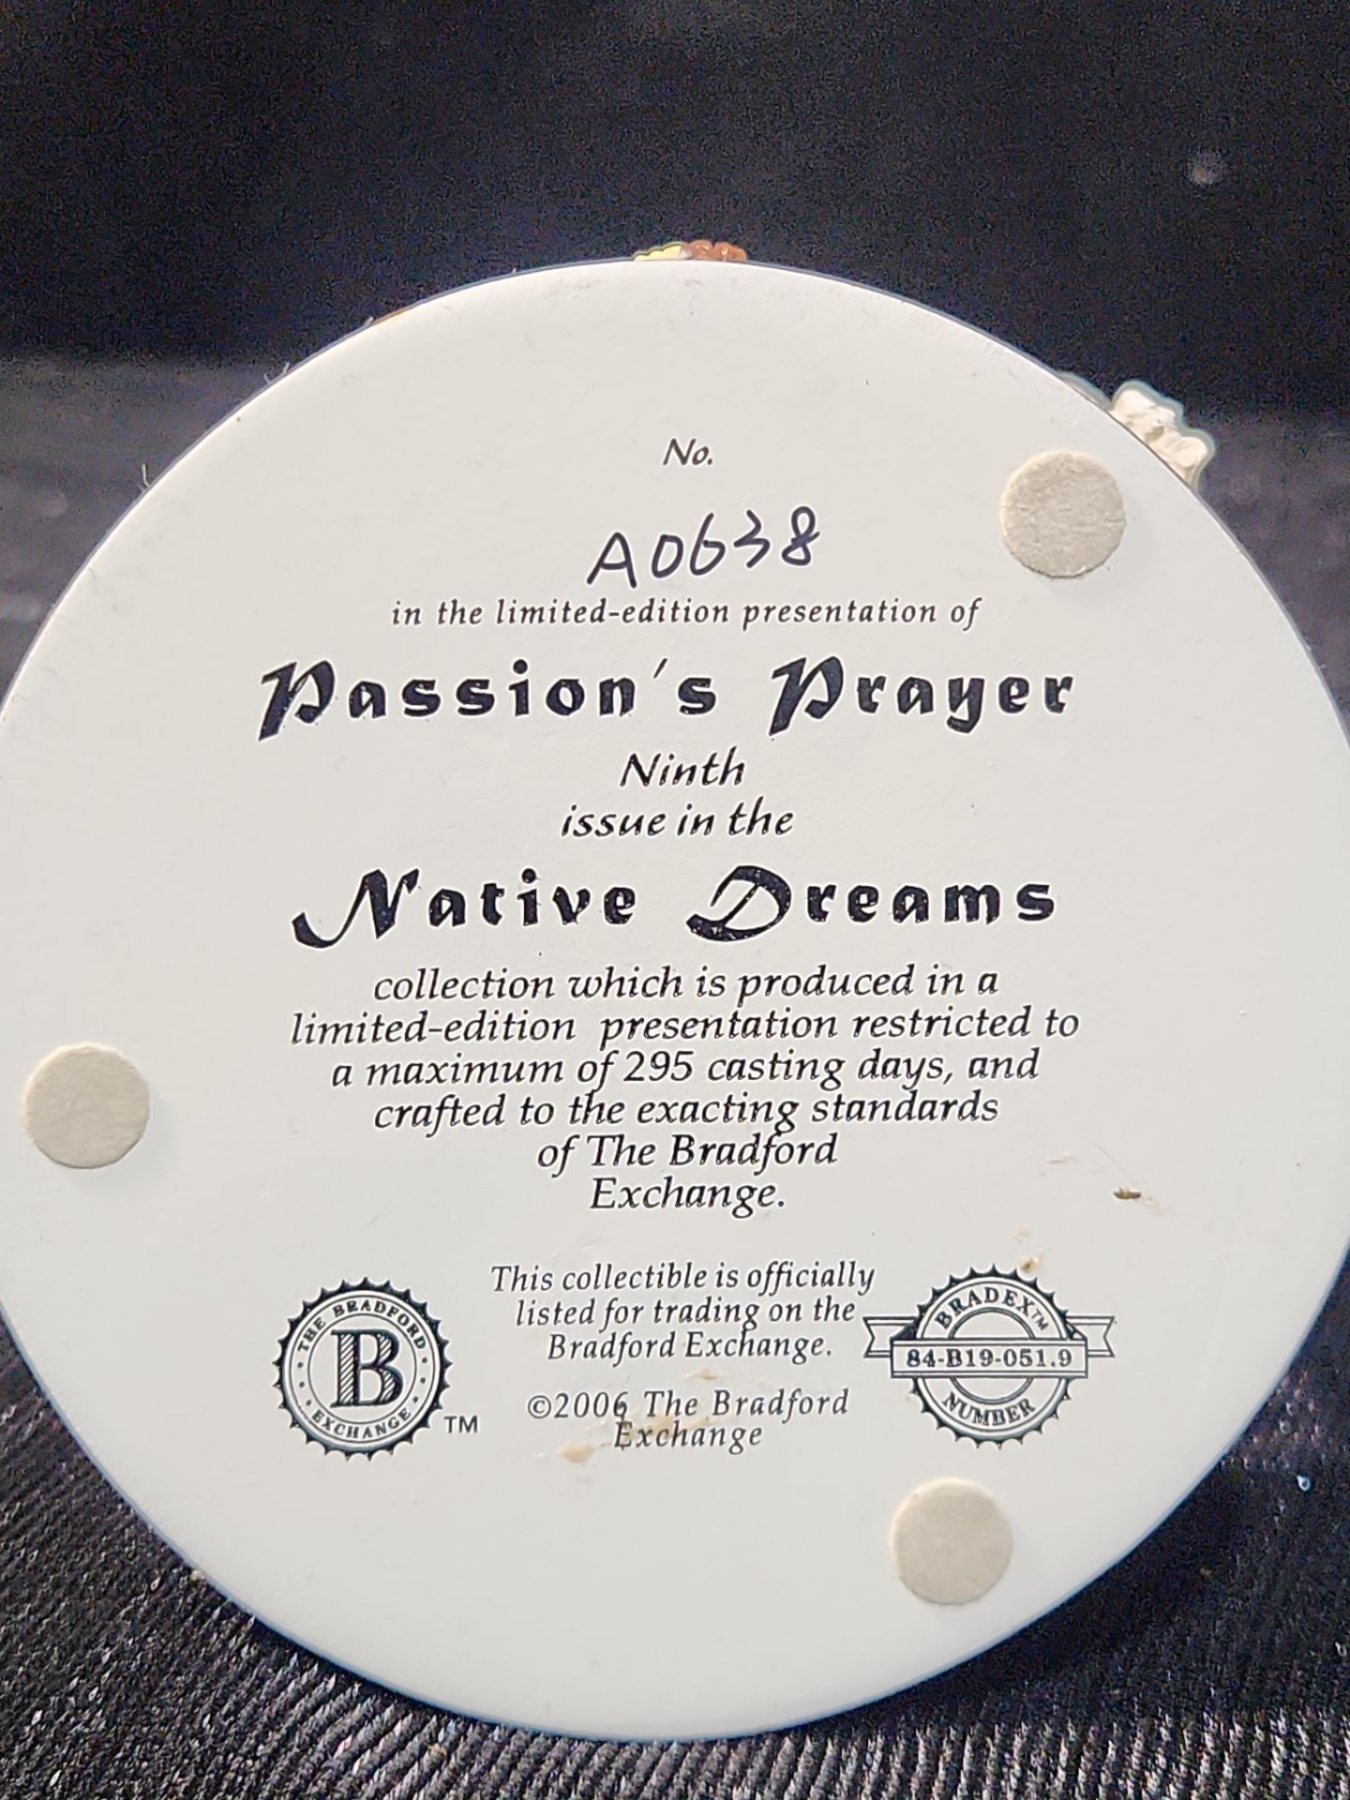 No.
A0638
in the limited-edition presentation of
Passion's Prayer
Ninth
issue in the
Native Dreams
collection which is produced in a
limited-edition presentation restricted to
a maximum of 295 casting days, and
crafted to the exacting standards
of The Bradford
Exchange.
This collectible is officially
listed for trading on the
Bradford Exchange.
©2006 The Bradford
Exchange
THE BRADFORD
B
EXCHANGE
TM
BRADEX™
84-B19-051.9
NUMBER